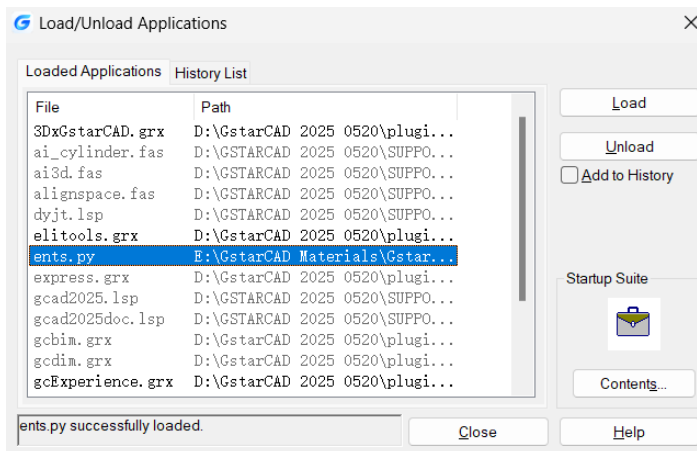 Load/Unload Applications
Loaded Applications History List
File Path
3DxGstarCAD.grx D:\GstarCAD 2025 0520\plugi...
ai_cylinder.fas D:\GSTARCAD 2025 0520\SUPPO...
ai3d.fas D:\GSTARCAD 2025 0520\SUPPO...
alignspace.fas D:\GSTARCAD 2025 0520\SUPPO...
dyjt.lsp D:\GSTARCAD 2025 0520\SUPPO...
elitools.grx D:\GstarCAD 2025 0520\plugi...
ents.py E:\GstarCAD Materials\Gstar...
express.grx D:\GstarCAD 2025 0520\plugi...
gcad2025.lsp D:\GSTARCAD 2025 0520\SUPPO...
gcad2025doc.lsp D:\GSTARCAD 2025 0520\SUPPO...
gcbim.grx D:\GstarCAD 2025 0520\plugi...
gcdim.grx D:\GstarCAD 2025 0520\plugi...
gcExperience.grx D:\GstarCAD 2025 0520\plugi...
Load
Unload
Add to History
Startup Suite
Contents...
ents.py successfully loaded.
Close
Help